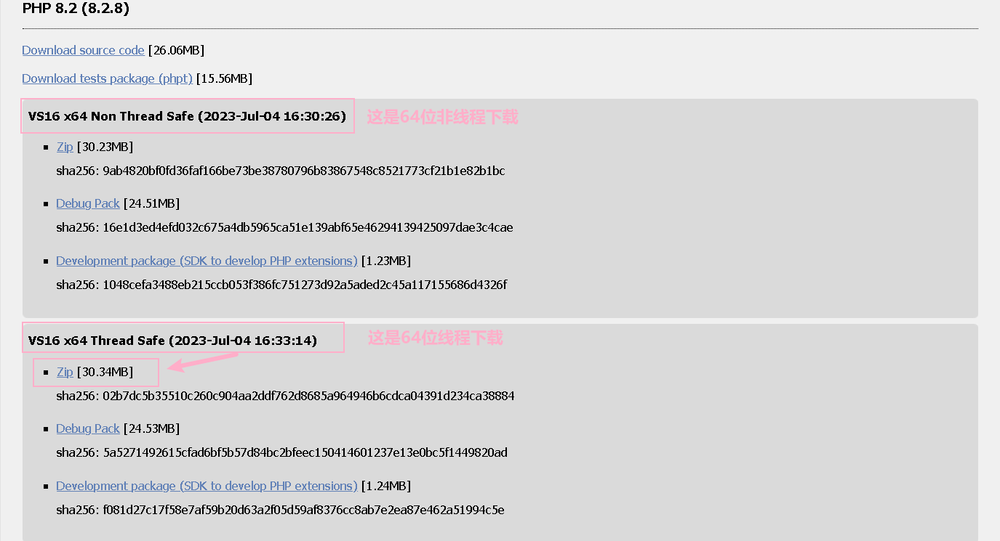 PHP 8.2 (8.2.8)
Download source code [26.06MB]
Download tests package (phpt) [15.56MB]
VS16 x64 Non Thread Safe (2023-Jul-04 16:30:26) 这是64位非线程下载
Zip [30.23MB]
sha256: 9ab4820bf0fd36faf166be73be38780796b83867548c8521773cf21b1e82b1bc
Debug Pack [24.51MB]
sha256: 16e1d3ed4efd032c675a4db5965ca51e139abf65e46294139425097dae3c4cae
Development package (SDK to develop PHP extensions) [1.23MB]
sha256: 1048cefa3488eb215ccb053f386fc751273d92a5aded2c45a117155686d4326f
VS16 x64 Thread Safe (2023-Jul-04 16:33:14) 这是64位线程下载
Zip [30.34MB]
sha256: 02b7dc5b35510c260c904aa2ddf762d8685a964946b6cdca04391d234ca38884
Debug Pack [24.53MB]
sha256: 5a5271492615cfad6bf5b57d84bc2bfeec150414601237e13e0bc5f1449820ad
Development package (SDK to develop PHP extensions) [1.24MB]
sha256: f081d27c17f58e7af59b20d63a2f05d59af8376cc8ab7e2ea87e462a51994c5e